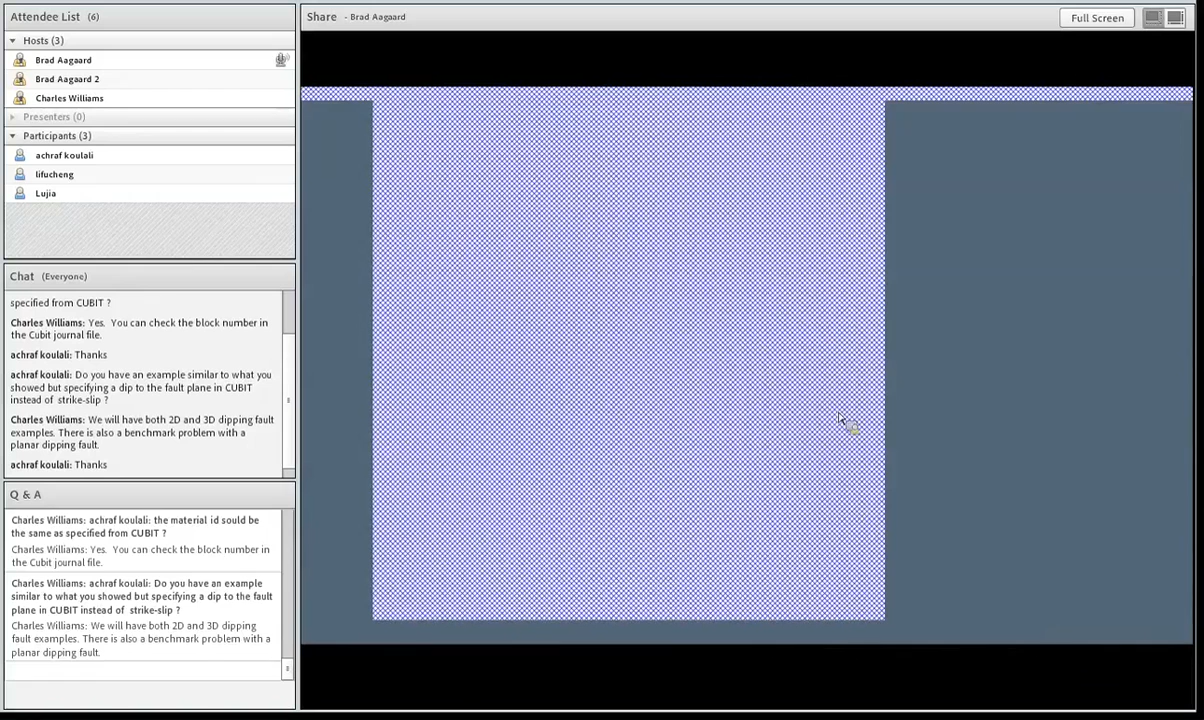 Attendee List (6)
Hosts (3)
Brad Aagaard
Brad Aagaard 2
Charles Williams
Presenters (0)
Participants (3)
achraf koulali
lifucheng
Lujia
Chat (Everyone)
specified from CUBIT ?
Charles Williams: Yes. You can check the block number in
the Cubit journal file.
achraf koulali: Thanks
achraf koulali: Do you have an example similar to what you
showed but specifying a dip to the fault plane in CUBIT
instead of strike-slip ?
Charles Williams: We will have both 2D and 3D dipping fault
examples. There is also a benchmark problem with a
planar dipping fault.
achraf koulali: Thanks
Q & A
Charles Williams: achraf koulali: the material id sould be
the same as specified from CUBIT ?
Charles Williams: Yes. You can check the block number in
the Cubit journal file.
Charles Williams: achraf koulali: Do you have an example
similar to what you showed but specifying a dip to the fault
plane in CUBIT instead of strike-slip ?
Charles Williams: We will have both 2D and 3D dipping
fault examples. There is also a benchmark problem with a
planar dipping fault.
Share - Brad Aagaard
Full Screen